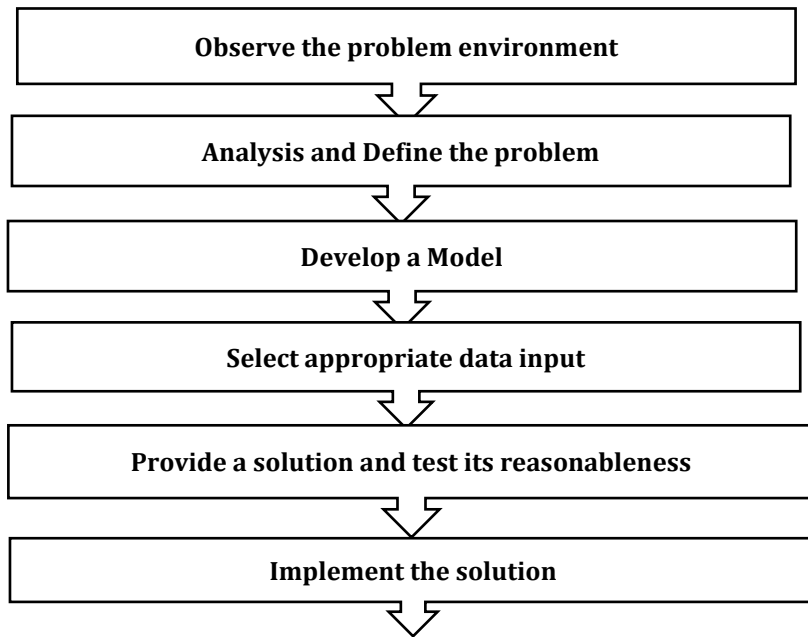 Observe the problem environment
Analysis and Define the problem
Develop a Model
Select appropriate data input
Provide a solution and test its reasonableness
Implement the solution